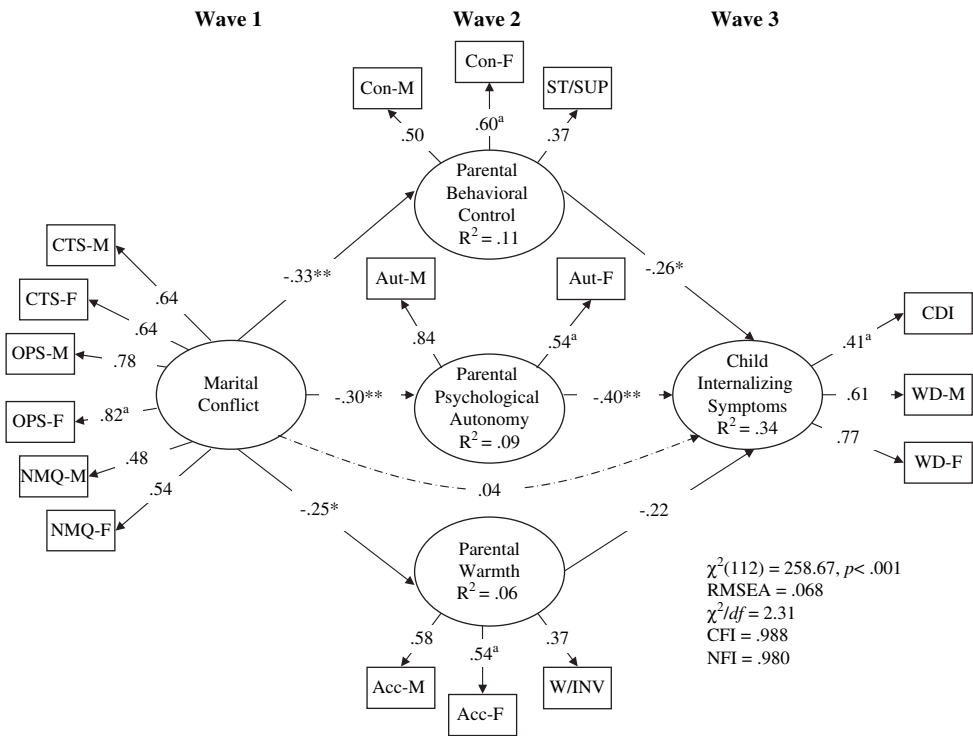 Wave 1
Wave 2
Wave 3
Con-M
Con-F
ST/SUP
.50
.60ᵃ
.37
Parental
Behavioral
Control
R² = .11
CTS-M
CTS-F
OPS-M
OPS-F
NMQ-M
NMQ-F
.64
.64
.78
.82ᵃ
.48
.54
Marital
Conflict
-.33**
-.30**
-.25*
.04
Aut-M
Aut-F
.84
.54ᵃ
Parental
Psychological
Autonomy
R² = .09
-.26*
-.40**
-.22
Child
Internalizing
Symptoms
R² = .34
.41ᵃ
.61
.77
CDI
WD-M
WD-F
Parental
Warmth
R² = .06
.58
.54ᵃ
.37
Acc-M
Acc-F
W/INV
χ²(112) = 258.67, p< .001
RMSEA = .068
χ²/df = 2.31
CFI = .988
NFI = .980